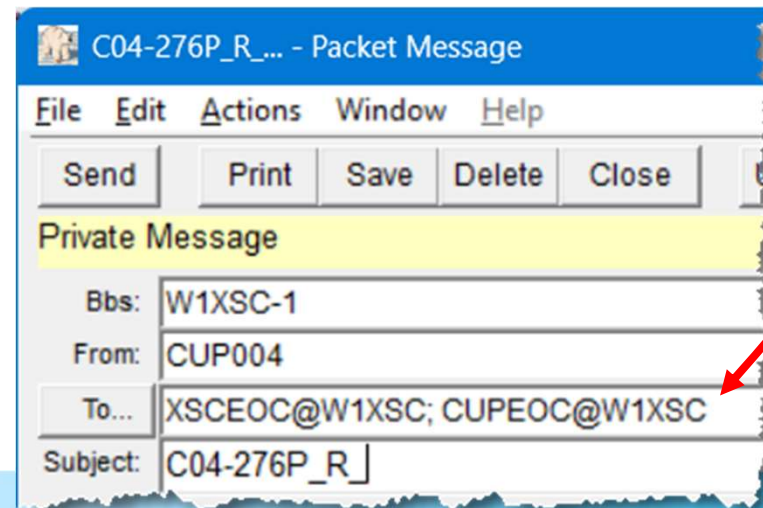 C04-276P_R_... - Packet Message
File Edit Actions Window Help
Send Print Save Delete Close
Private Message
Bbs: W1XSC-1
From: CUP004
To... XSCEOC@W1XSC; CUPEOC@W1XSC
Subject: C04-276P_R_